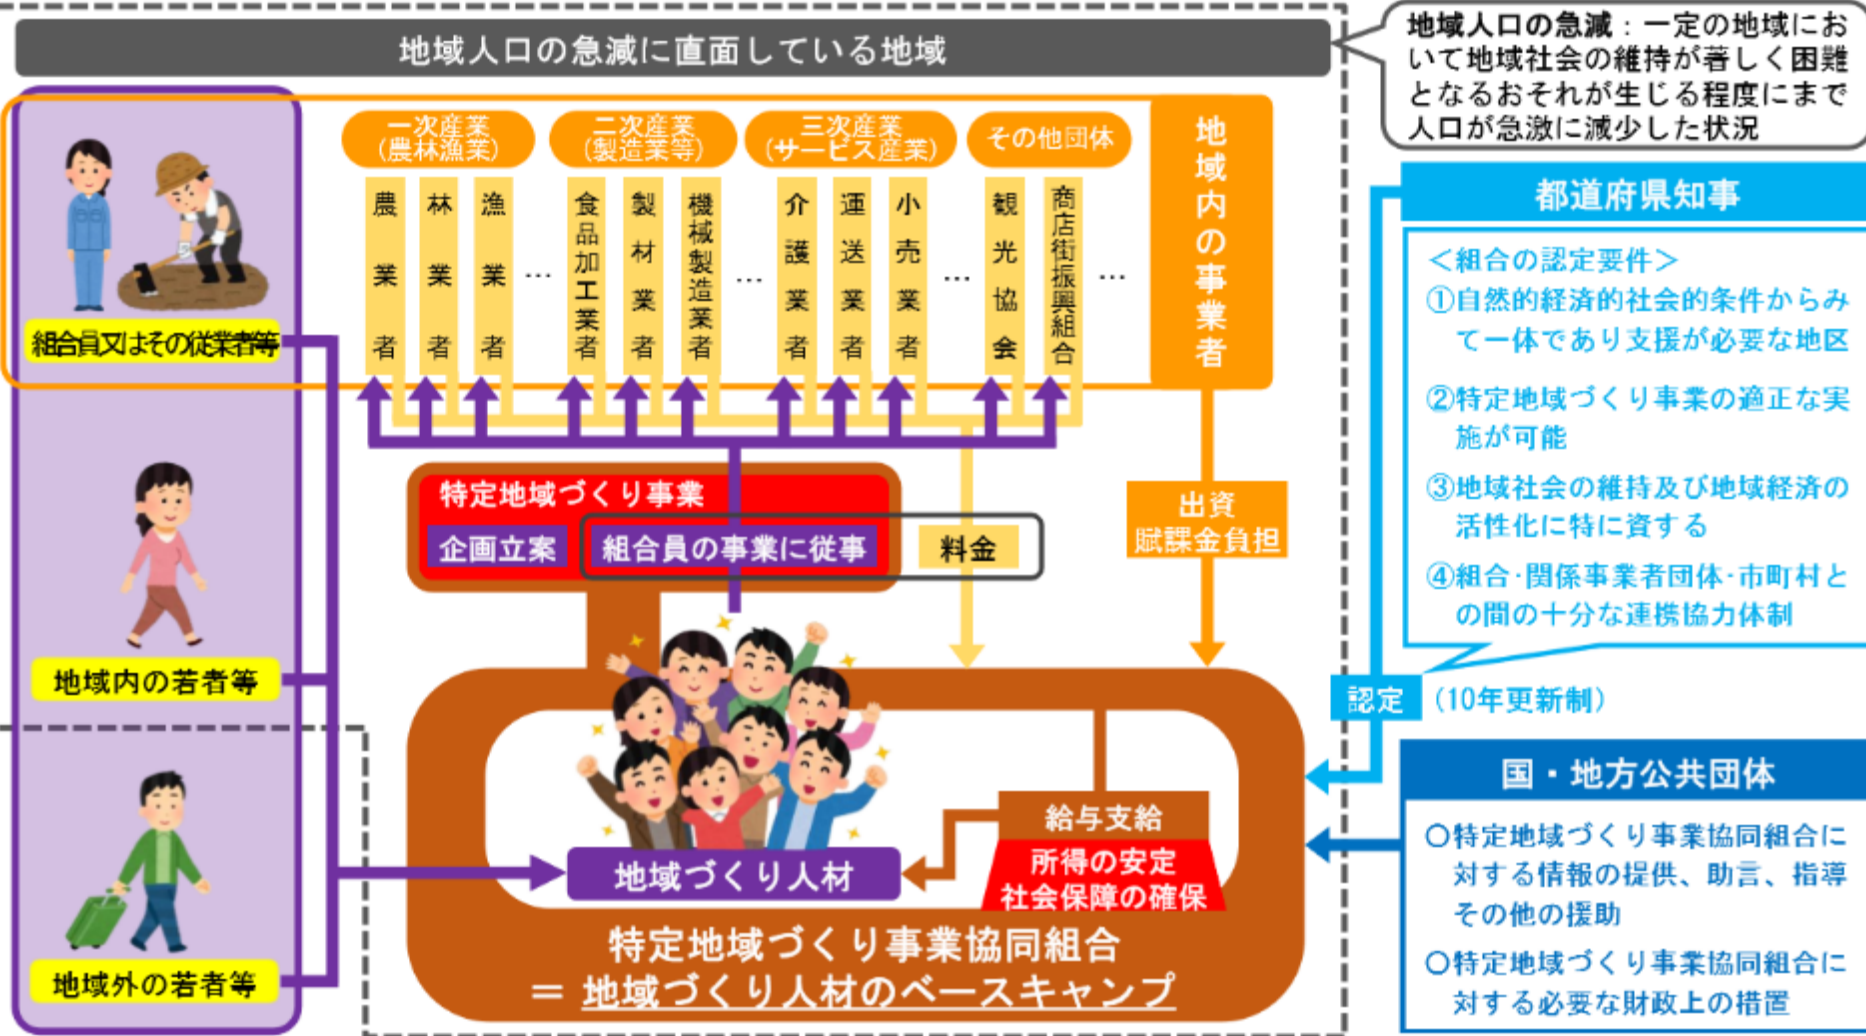 地域人口の急減に直面している地域
地域人口の急減：一定の地域にお
いて地域社会の維持が著しく困難
となるおそれが生じる程度にまで
人口が急激に減少した状況
一次産業
(農林漁業)
二次産業
(製造業等)
三次産業
(サービス産業)
その他団体
地域内の事業者
農業者
林業者
漁業者
…
食品加工業者
製材業者
機械製造業者
…
介護業者
運送業者
小売業者
…
観光協会
商店街振興組合
…
組合員又はその従業者等
地域内の若者等
地域外の若者等
特定地域づくり事業
企画立案
組合員の事業に従事
料金
出資
賦課金負担
地域づくり人材
給与支給
所得の安定
社会保障の確保
特定地域づくり事業協同組合
＝ 地域づくり人材のベースキャンプ
都道府県知事
＜組合の認定要件＞
①自然的経済的社会的条件からみ
て一体であり支援が必要な地区
②特定地域づくり事業の適正な実
施が可能
③地域社会の維持及び地域経済の
活性化に特に資する
④組合・関係事業者団体・市町村と
の間の十分な連携協力体制
認定
（10年更新制）
国・地方公共団体
○特定地域づくり事業協同組合に
対する情報の提供、助言、指導
その他の援助
○特定地域づくり事業協同組合に
対する必要な財政上の措置